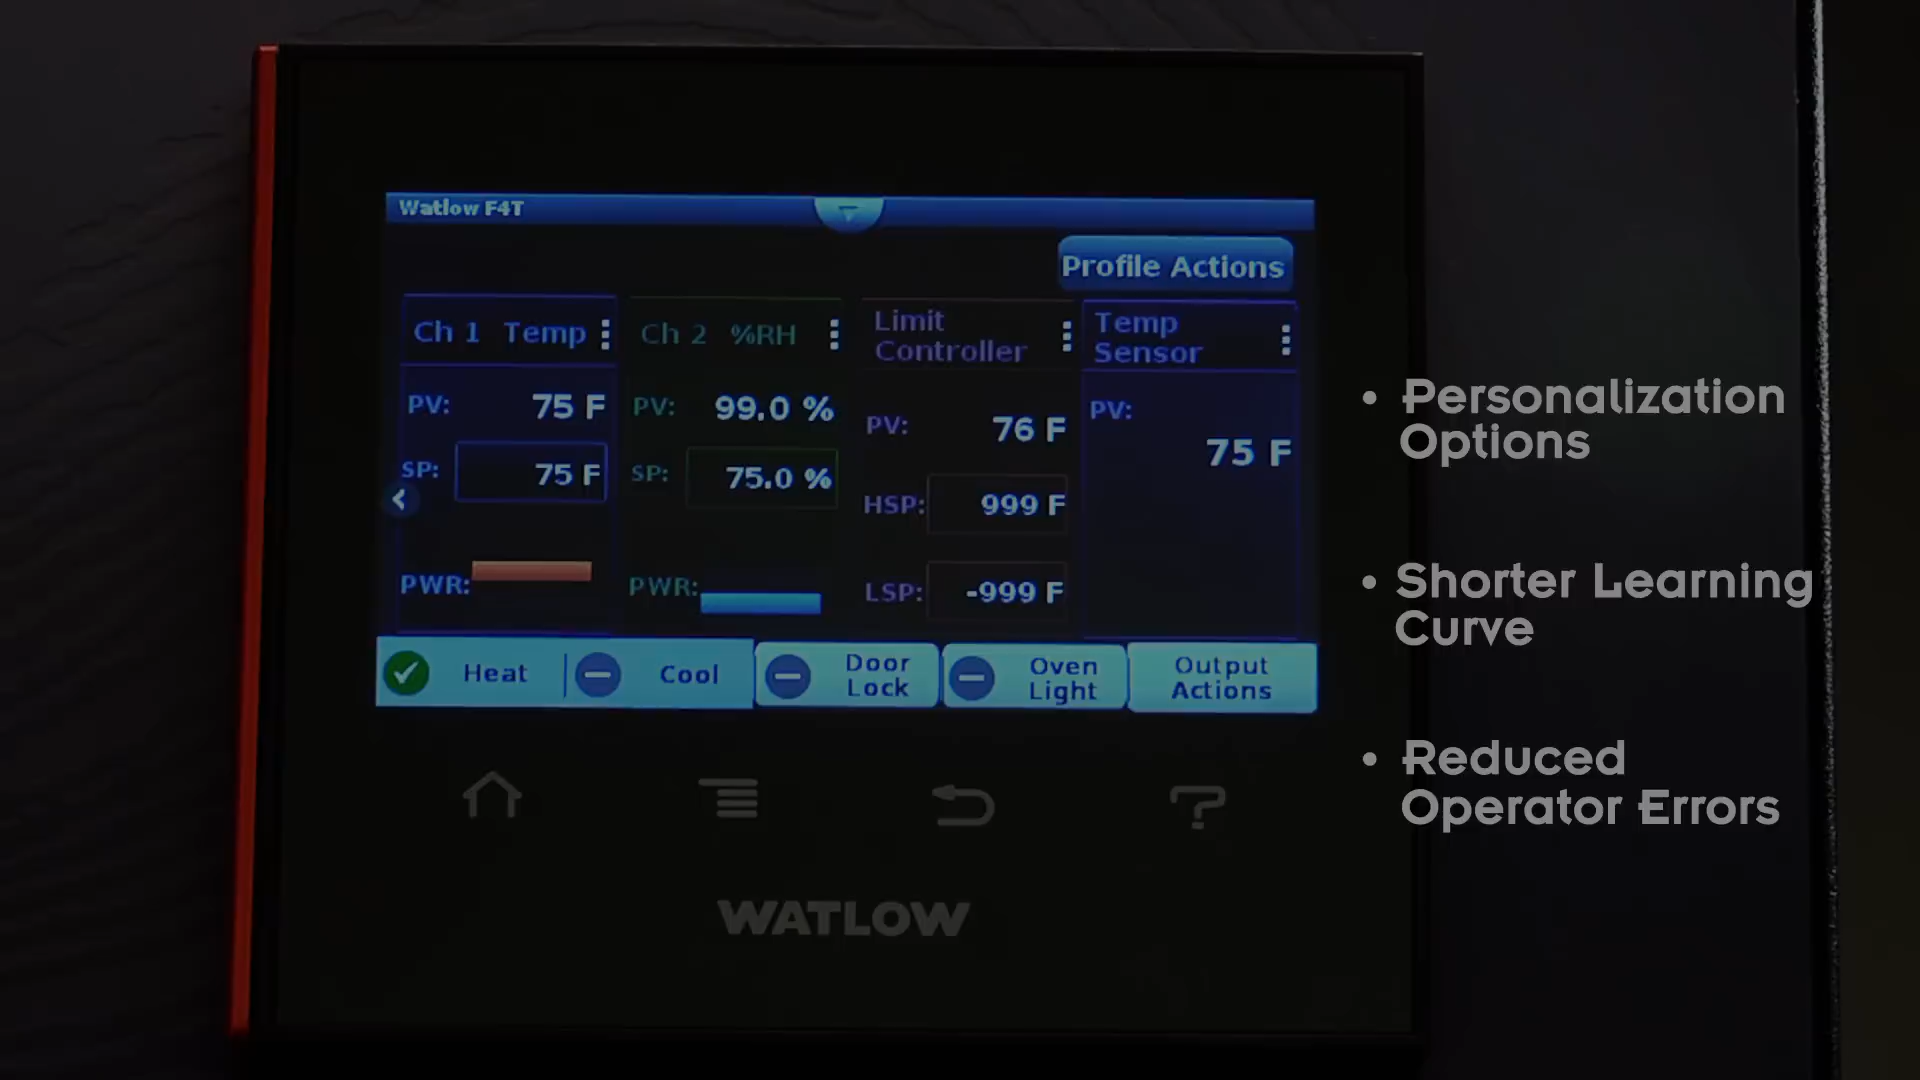 Watlow F4T
Profile Actions
Ch 1 Temp
PV: 75 F
SP: 75 F
PWR:
Ch 2 %RH
PV: 99.0 %
SP: 75.0 %
PWR:
Limit
Controller
PV: 76 F
HSP: 999 F
LSP: -999 F
Temp
Sensor
PV:
75 F
Heat
Cool
Door
Lock
Oven
Light
Output
Actions
WATLOW
• Personalization
Options
• Shorter Learning
Curve
• Reduced
Operator Errors